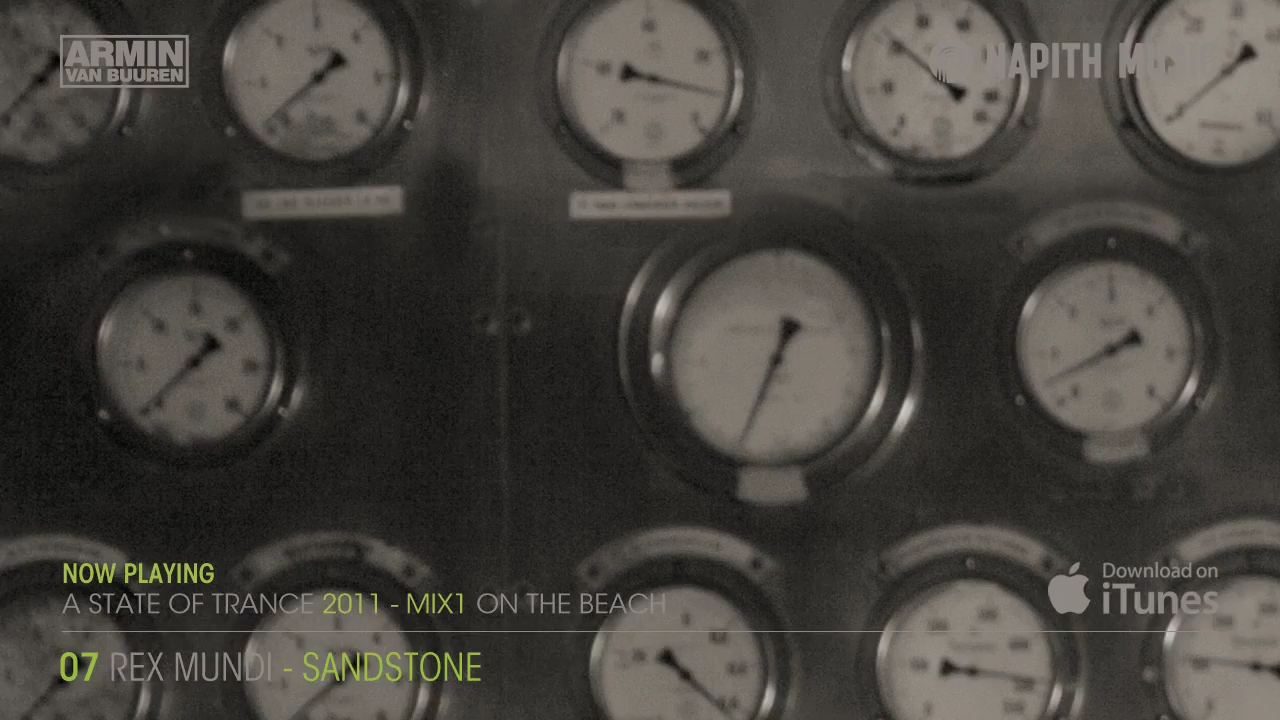 ARMIN
VAN BUUREN
NAPITH MUSIC
NOW PLAYING
A STATE OF TRANCE 2011 - MIX1 ON THE BEACH
Download on
iTunes
07 REX MUNDI - SANDSTONE